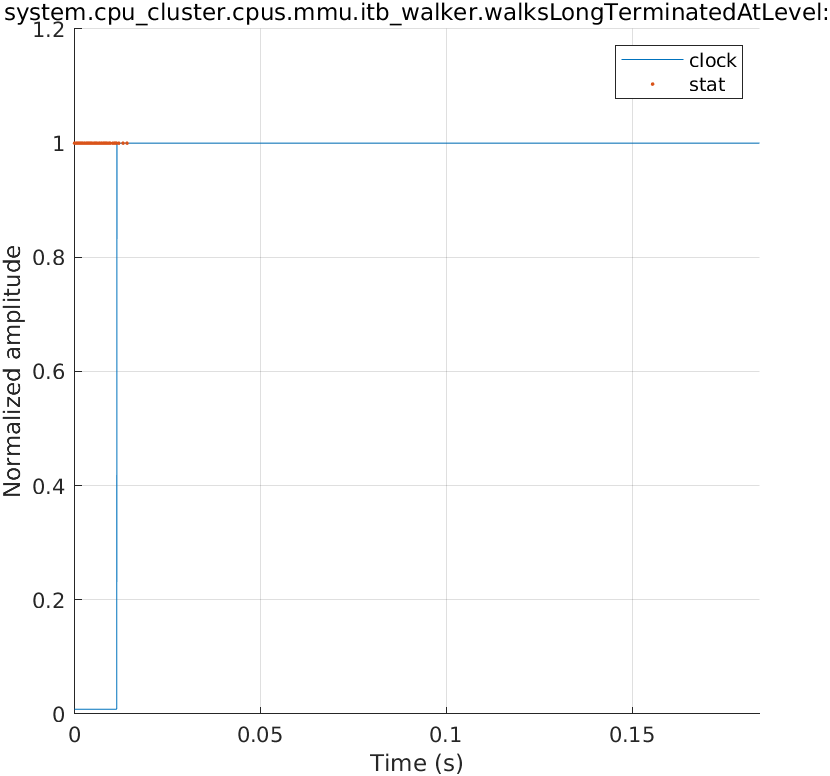 system.cpu_cluster.cpus.mmu.itb_walker.walksLongTerminatedAtLevel:
1.2
clock
stat
1
0.8
Normalized amplitude
0.6
0.4
0.2
0
0
0.05
0.1
0.15
Time (s)